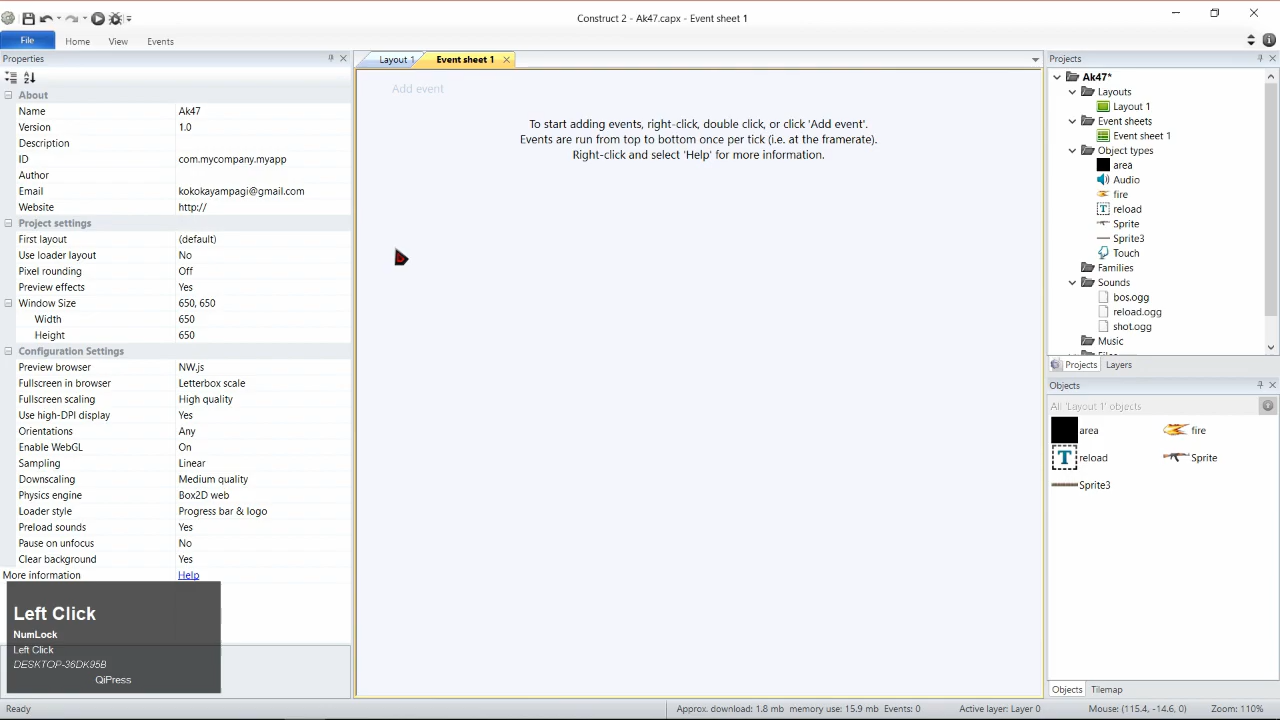 Construct 2 - Ak47.capx - Event sheet 1
File Home View Events
Properties
Layout 1 Event sheet 1
Projects
About
Name Ak47
Version 1.0
Description
ID com.mycompany.myapp
Author
Email kokokayampagi@gmail.com
Website http://
Project settings
First layout (default)
Use loader layout No
Pixel rounding Off
Preview effects Yes
Window Size 650, 650
Width 650
Height 650
Configuration Settings
Preview browser NW.js
Fullscreen in browser Letterbox scale
Fullscreen scaling High quality
Use high-DPI display Yes
Orientations Any
Enable WebGL On
Sampling Linear
Downscaling Medium quality
Physics engine Box2D web
Loader style Progress bar & logo
Preload sounds Yes
Pause on unfocus No
Clear background Yes
More information Help
Left Click
NumLock
Left Click
DESKTOP-36DK95B
QiPress
Add event
To start adding events, right-click, double click, or click 'Add event'.
Events are run from top to bottom once per tick (i.e. at the framerate).
Right-click and select 'Help' for more information.
Ak47*
Layouts
Layout 1
Event sheets
Event sheet 1
Object types
area
Audio
fire
reload
Sprite
Sprite3
Touch
Families
Sounds
bos.ogg
reload.ogg
shot.ogg
Music
Files
Projects Layers
Objects
All 'Layout 1' objects
area fire
T reload Sprite
Sprite3
Objects Tilemap
Ready
Approx. download: 1.8 mb memory use: 15.9 mb Events: 0 Active layer: Layer 0 Mouse: (115.4, -14.6, 0) Zoom: 110%